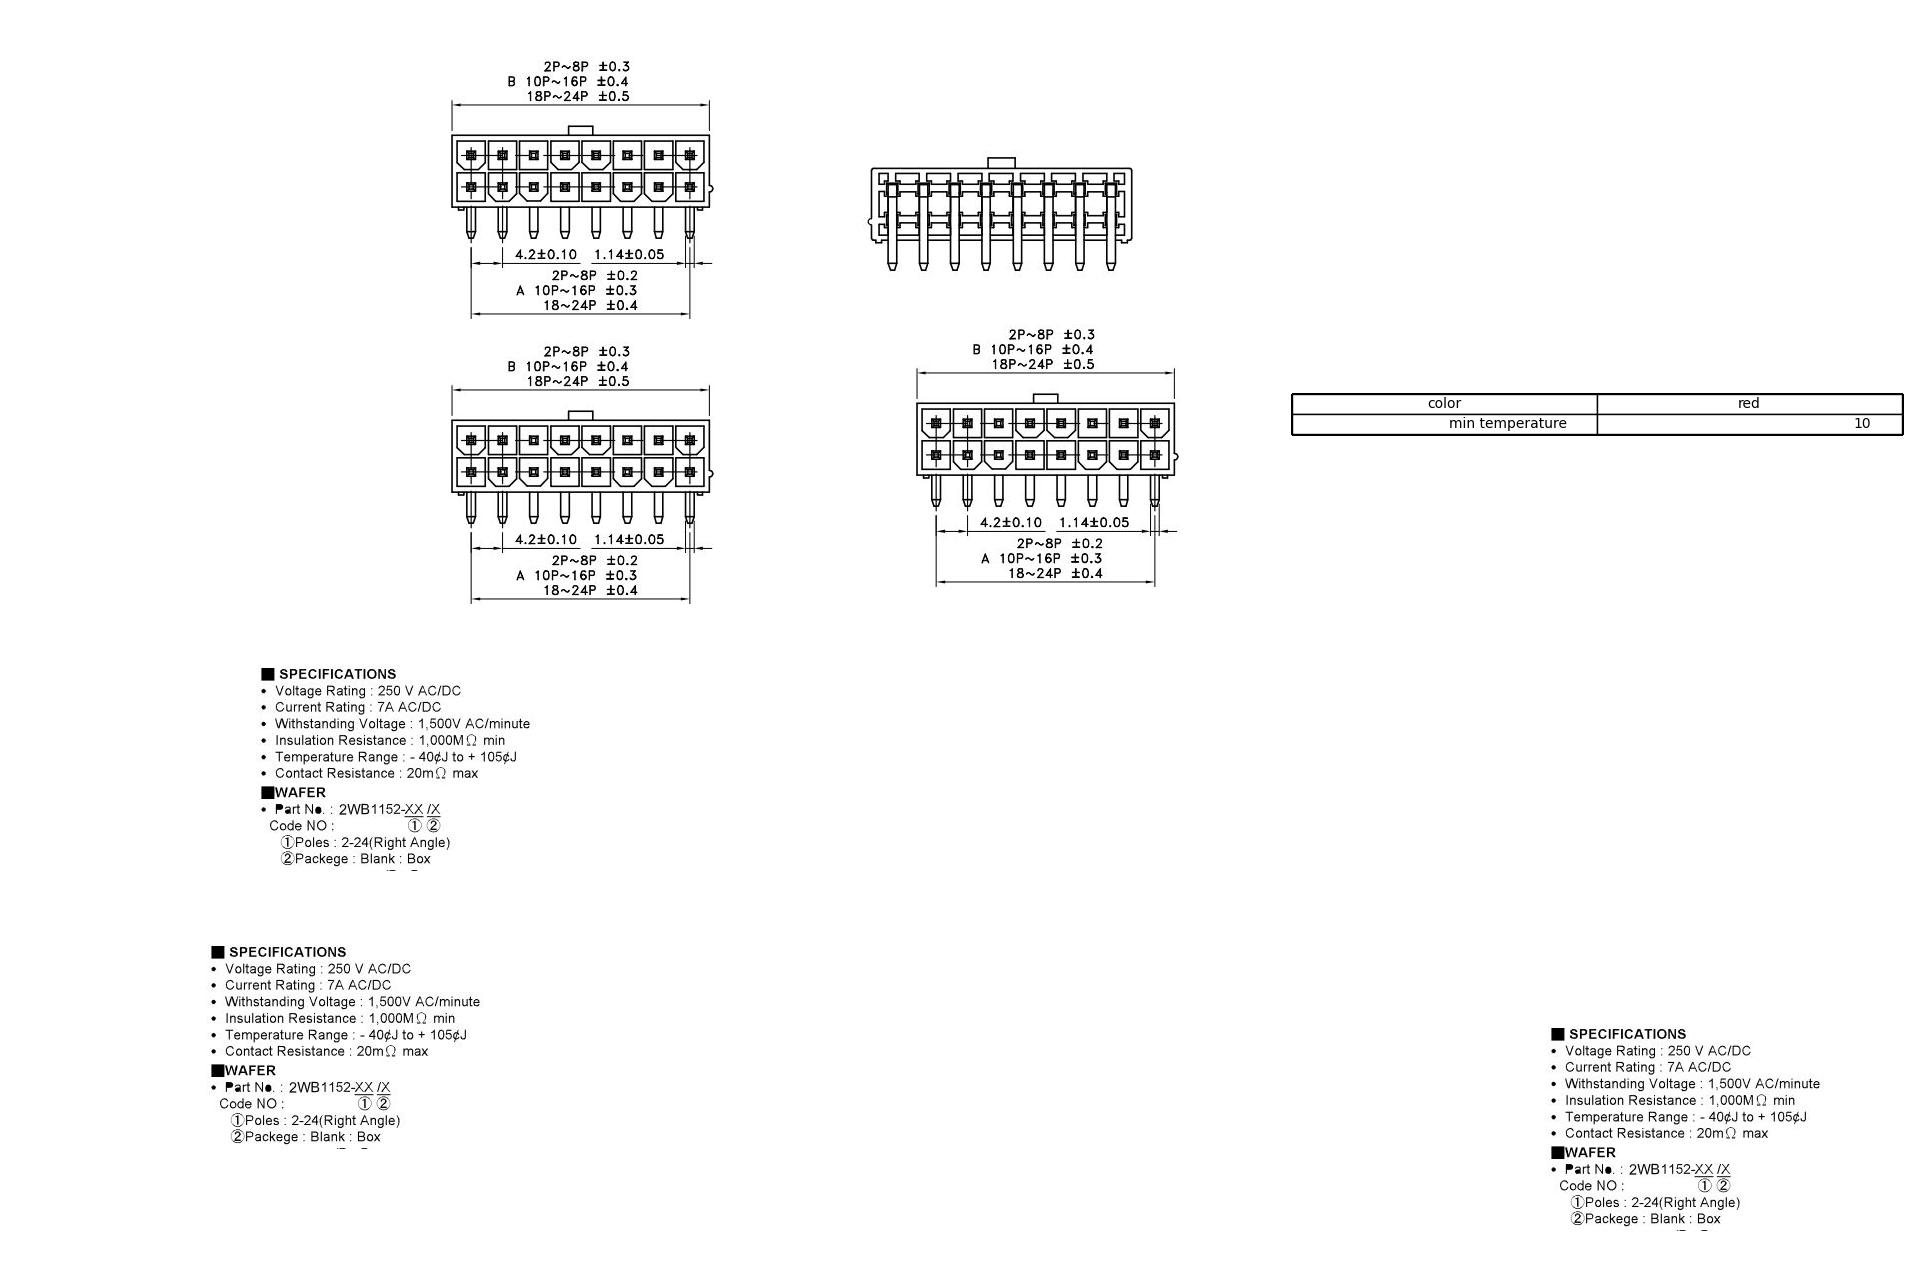 2P~8P ±0.3
B 10P~16P ±0.4
18P~24P ±0.5
4.2±0.10 1.14±0.05
2P~8P ±0.2
A 10P~16P ±0.3
18~24P ±0.4
2P~8P ±0.3
B 10P~16P ±0.4
18P~24P ±0.5
4.2±0.10 1.14±0.05
2P~8P ±0.2
A 10P~16P ±0.3
18~24P ±0.4
2P~8P ±0.3
B 10P~16P ±0.4
18P~24P ±0.5
4.2±0.10 1.14±0.05
2P~8P ±0.2
A 10P~16P ±0.3
18~24P ±0.4
color red
min temperature 10
■ SPECIFICATIONS
• Voltage Rating : 250 V AC/DC
• Current Rating : 7A AC/DC
• Withstanding Voltage : 1,500V AC/minute
• Insulation Resistance : 1,000MΩ min
• Temperature Range : - 40¢J to + 105¢J
• Contact Resistance : 20mΩ max
■WAFER
• Part No. : 2WB1152-XX /X
Code NO : ① ②
①Poles : 2-24(Right Angle)
②Packege : Blank : Box
■ SPECIFICATIONS
• Voltage Rating : 250 V AC/DC
• Current Rating : 7A AC/DC
• Withstanding Voltage : 1,500V AC/minute
• Insulation Resistance : 1,000MΩ min
• Temperature Range : - 40¢J to + 105¢J
• Contact Resistance : 20mΩ max
■WAFER
• Part No. : 2WB1152-XX /X
Code NO : ① ②
①Poles : 2-24(Right Angle)
②Packege : Blank : Box
■ SPECIFICATIONS
• Voltage Rating : 250 V AC/DC
• Current Rating : 7A AC/DC
• Withstanding Voltage : 1,500V AC/minute
• Insulation Resistance : 1,000MΩ min
• Temperature Range : - 40¢J to + 105¢J
• Contact Resistance : 20mΩ max
■WAFER
• Part No. : 2WB1152-XX /X
Code NO : ① ②
①Poles : 2-24(Right Angle)
②Packege : Blank : Box